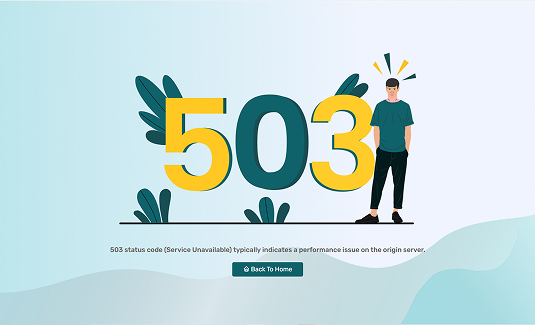 503
503 status code (Service Unavailable) typically indicates a performance issue on the origin server.
Back To Home